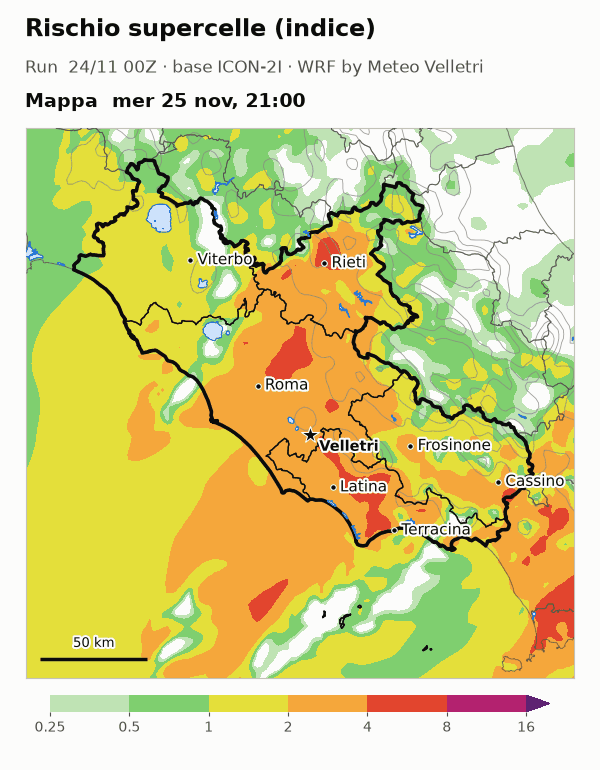 Rischio supercelle (indice)
Run  24/11 00Z · base ICON-2I · WRF by Meteo Velletri
Mappa  mer 25 nov, 21:00
Viterbo
Rieti
Roma
Velletri
Frosinone
Latina
Cassino
Terracina
50 km
0.25 0.5 1 2 4 8 16